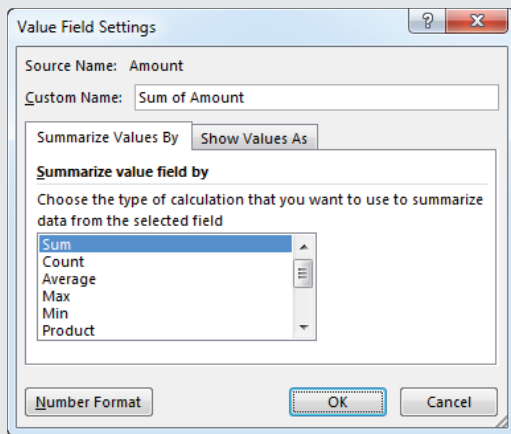 Value Field Settings
? X
Source Name: Amount
Custom Name: Sum of Amount
Summarize Values By Show Values As
Summarize value field by
Choose the type of calculation that you want to use to summarize
data from the selected field
Sum
Count
Average
Max
Min
Product
Number Format OK Cancel